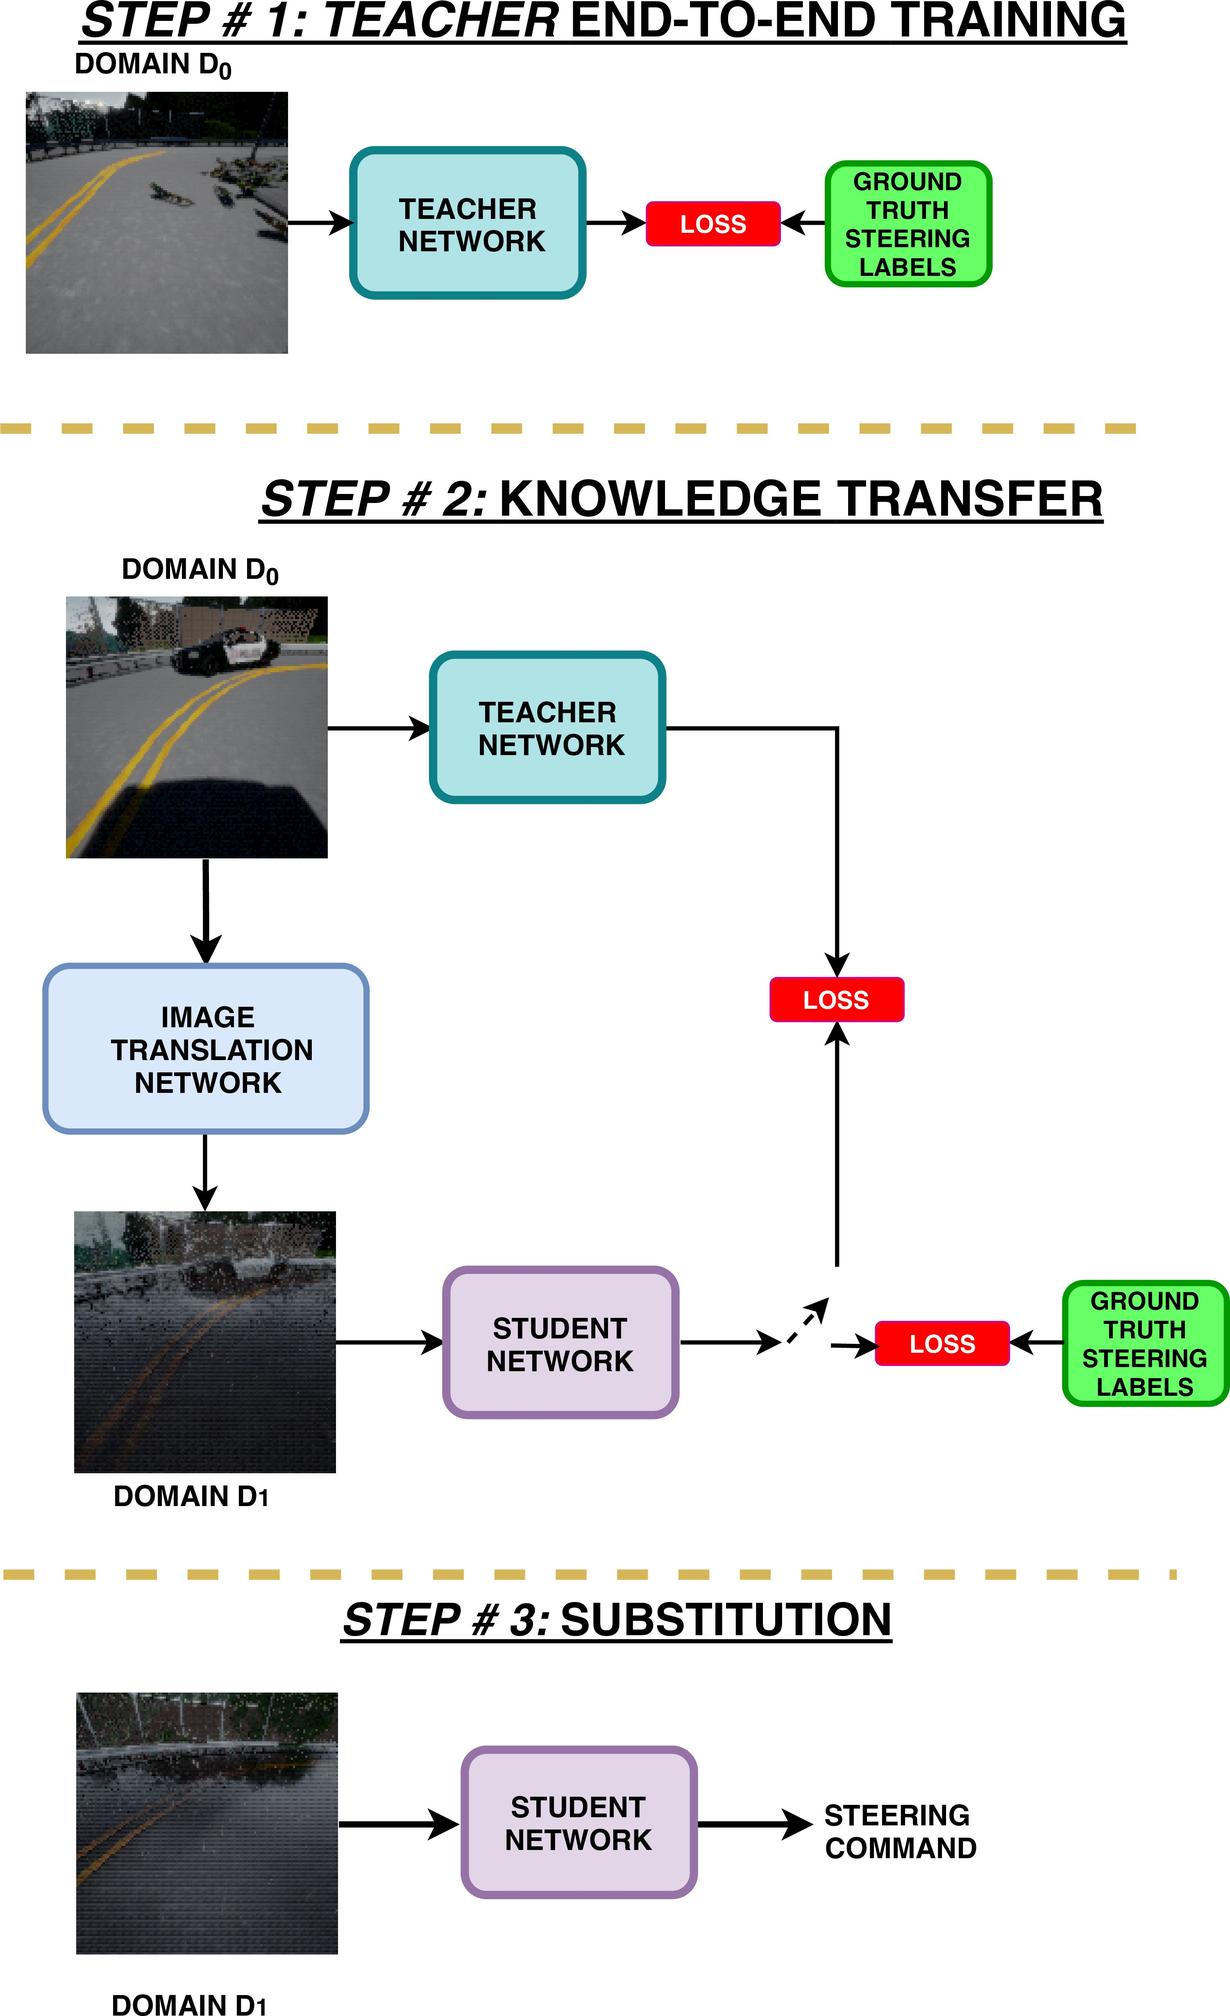 STEP # 1: TEACHER END-TO-END TRAINING
DOMAIN D0
TEACHER
NETWORK
LOSS
GROUND
TRUTH
STEERING
LABELS
STEP # 2: KNOWLEDGE TRANSFER
DOMAIN D0
TEACHER
NETWORK
LOSS
IMAGE
TRANSLATION
NETWORK
STUDENT
NETWORK
LOSS
GROUND
TRUTH
STEERING
LABELS
DOMAIN D1
STEP # 3: SUBSTITUTION
STUDENT
NETWORK
STEERING
COMMAND
DOMAIN D1